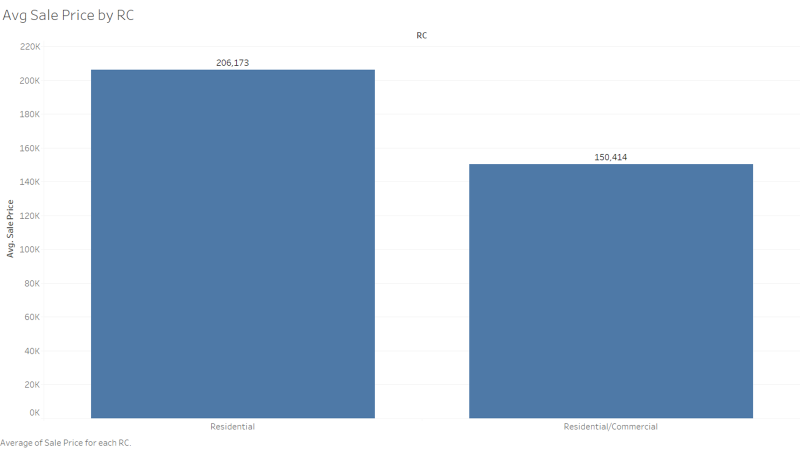 Avg Sale Price by RC
RC
220K
200K
180K
160K
140K
120K
100K
80K
60K
40K
20K
0K
Avg. Sale Price
206,173
150,414
Residential
Residential/Commercial
Average of Sale Price for each RC.